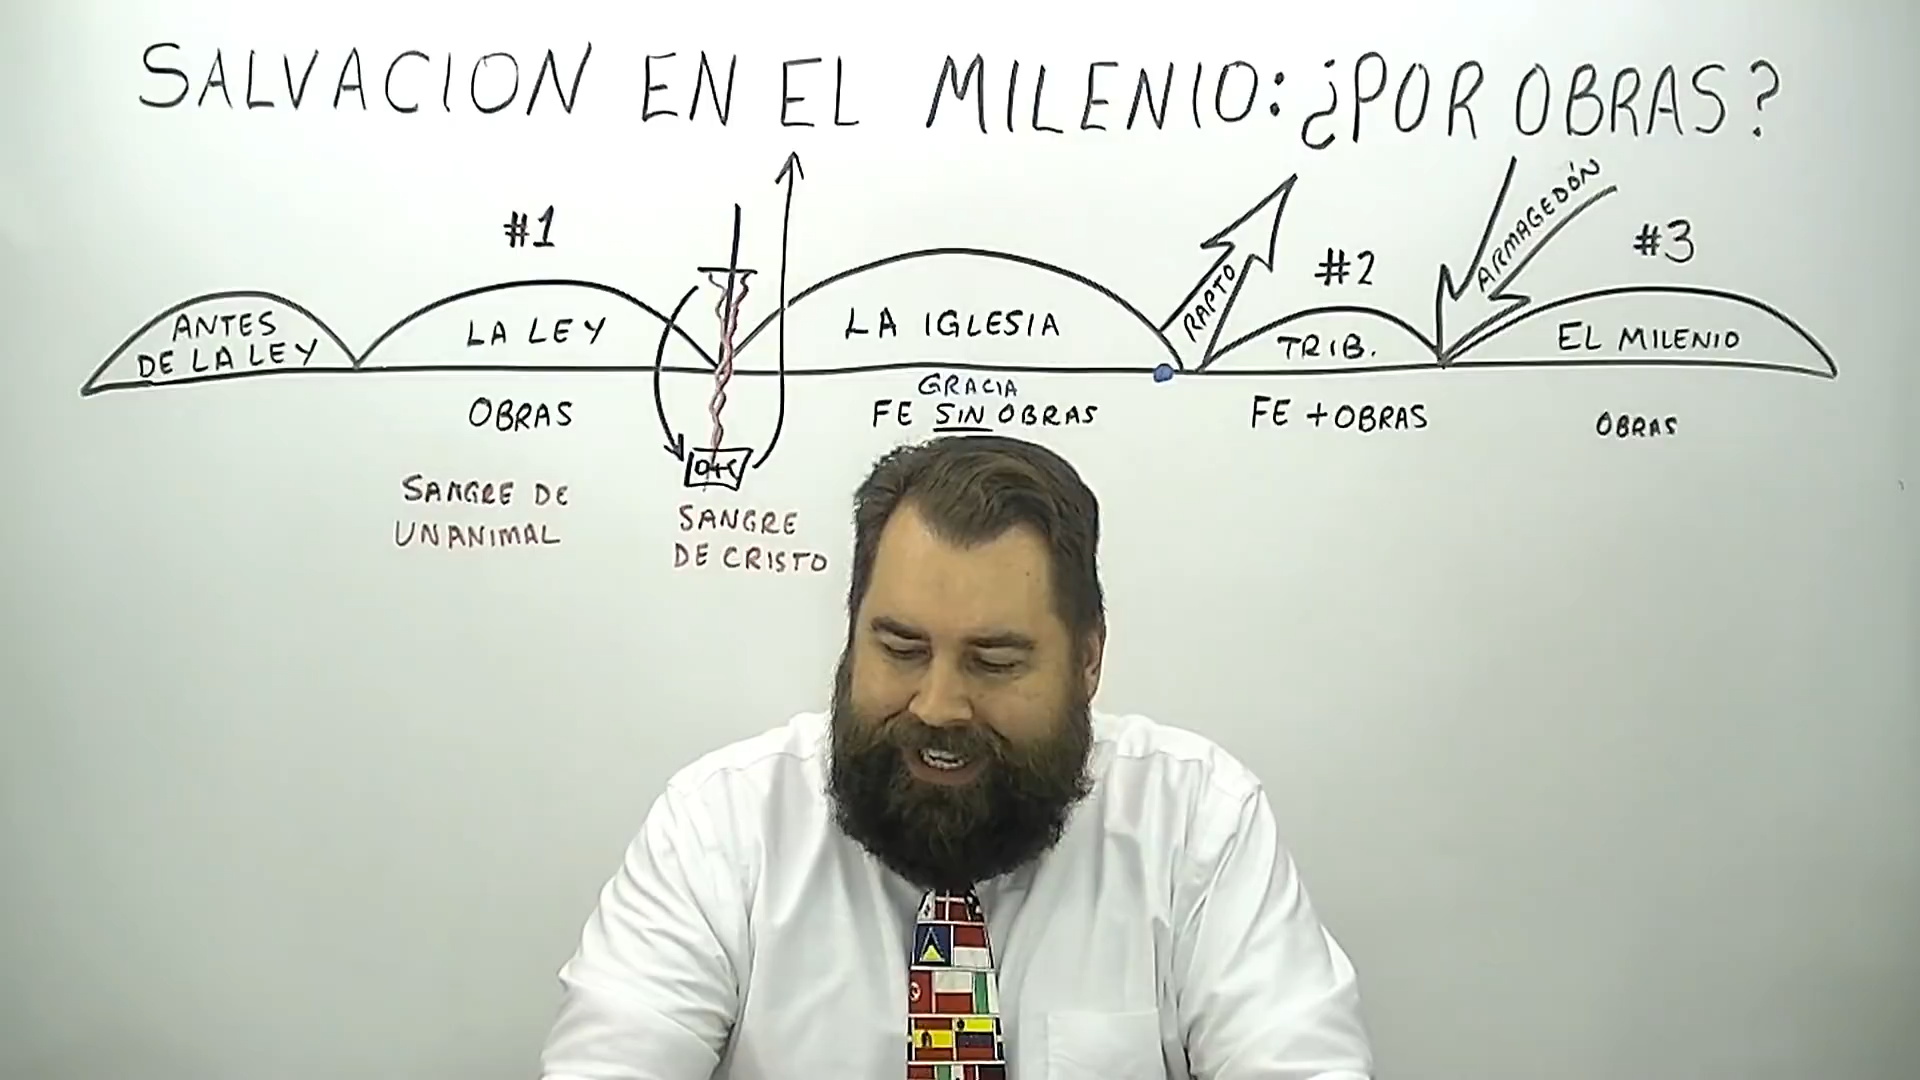 SALVACION EN EL MILENIO: ¿POR OBRAS?
#1
#2
#3
ANTES
DE LA LEY
LA LEY
LA IGLESIA
RAPTO
TRIB.
ARMAGEDÓN
EL MILENIO
OBRAS
GRACIA
FE SIN OBRAS
FE + OBRAS
OBRAS
SANGRE DE
UN ANIMAL
SANGRE
DE CRISTO